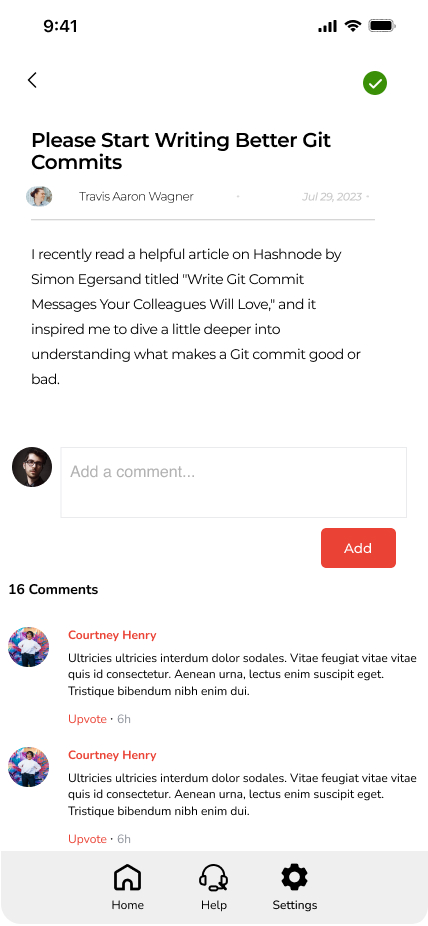 9:41
Please Start Writing Better Git
Commits
Travis Aaron Wagner
·
Jul 29, 2023 ·
I recently read a helpful article on Hashnode by
Simon Egersand titled "Write Git Commit
Messages Your Colleagues Will Love," and it
inspired me to dive a little deeper into
understanding what makes a Git commit good or
bad.
Add a comment...
Add
16 Comments
Courtney Henry
Ultricies ultricies interdum dolor sodales. Vitae feugiat vitae vitae
quis id consectetur. Aenean urna, lectus enim suscipit eget.
Tristique bibendum nibh enim dui.
Upvote · 6h
Courtney Henry
Ultricies ultricies interdum dolor sodales. Vitae feugiat vitae vitae
quis id consectetur. Aenean urna, lectus enim suscipit eget.
Tristique bibendum nibh enim dui.
Upvote · 6h
Home Help Settings